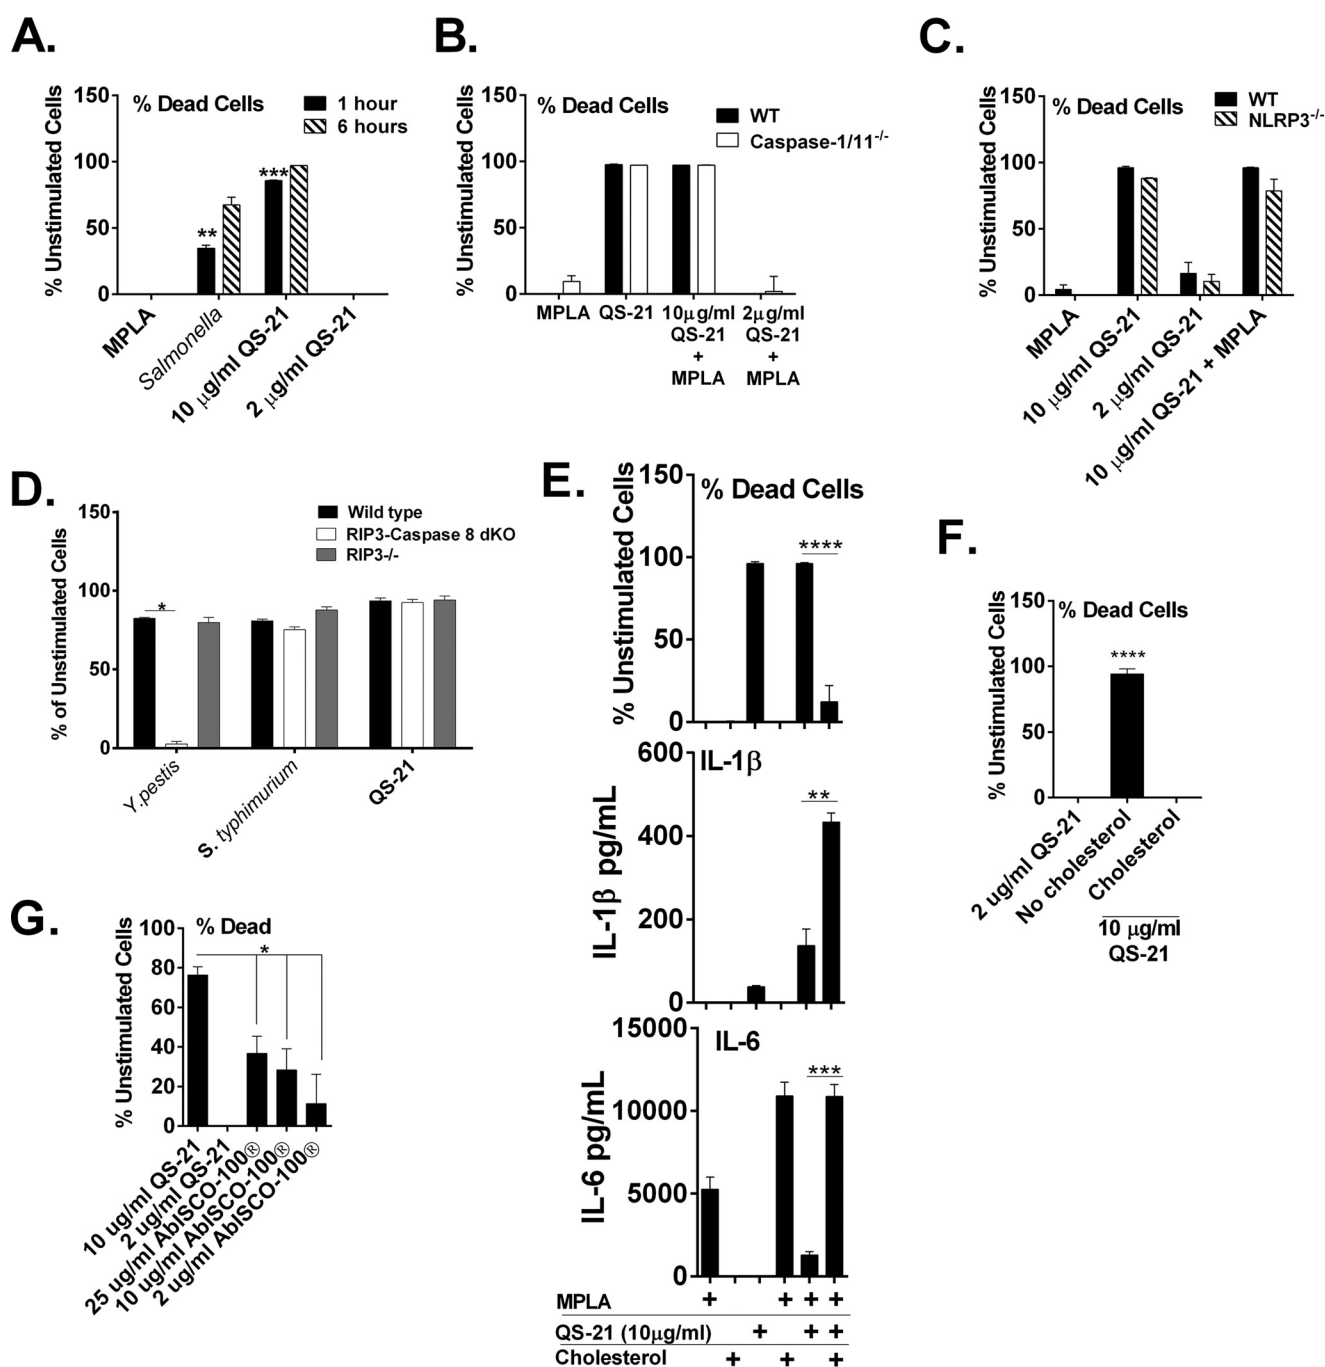 A.
% Dead Cells
1 hour
6 hours
% Unstimulated Cells
150
100
50
0
**
***
MPLA
Salmonella
10 µg/ml QS-21
2 µg/ml QS-21
B.
% Dead Cells
WT
Caspase-1/11-/-
% Unstimulated Cells
150
100
50
0
MPLA
QS-21
10µg/ml
QS-21
+
MPLA
2µg/ml
QS-21
+
MPLA
C.
% Dead Cells
WT
NLRP3-/-
% Unstimulated Cells
150
100
50
0
MPLA
10 µg/ml QS-21
2 µg/ml QS-21
10 µg/ml QS-21 + MPLA
D.
Wild type
RIP3-Caspase 8 dKO
RIP3-/-
% of Unstimulated Cells
150
100
50
0
*
Y.pestis
S. typhimurium
QS-21
E.
% Dead Cells
% Unstimulated Cells
150
100
50
0
****
IL-1β
IL-1β pg/mL
600
400
200
0
**
IL-6
IL-6 pg/mL
15000
10000
5000
0
***
MPLA + + + +
QS-21 (10µg/ml) + + +
Cholesterol + + +
F.
% Dead Cells
% Unstimulated Cells
150
100
50
0
****
2 ug/ml QS-21
No cholesterol
Cholesterol
10 µg/ml
QS-21
G.
% Dead
% Unstimulated Cells
100
80
60
40
20
0
*
10 ug/ml QS-21
2 ug/ml QS-21
25 ug/ml AbISCO-100®
10 ug/ml AbISCO-100®
2 ug/ml AbISCO-100®